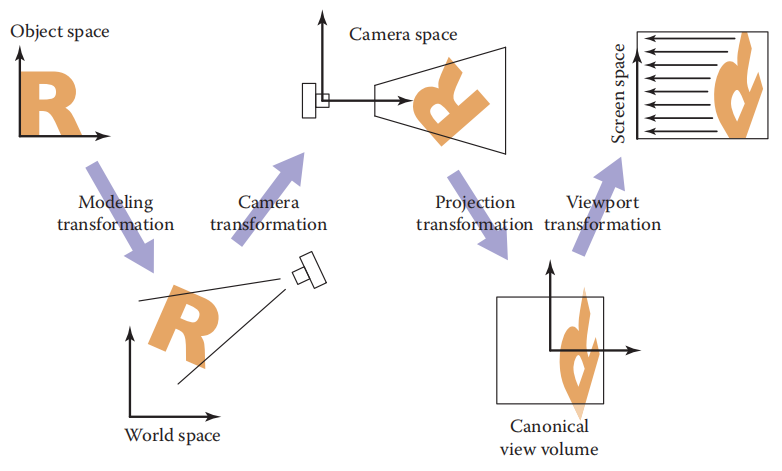 Object space
Camera space
Screen space
Modeling
transformation
Camera
transformation
Projection
transformation
Viewport
transformation
World space
Canonical
view volume